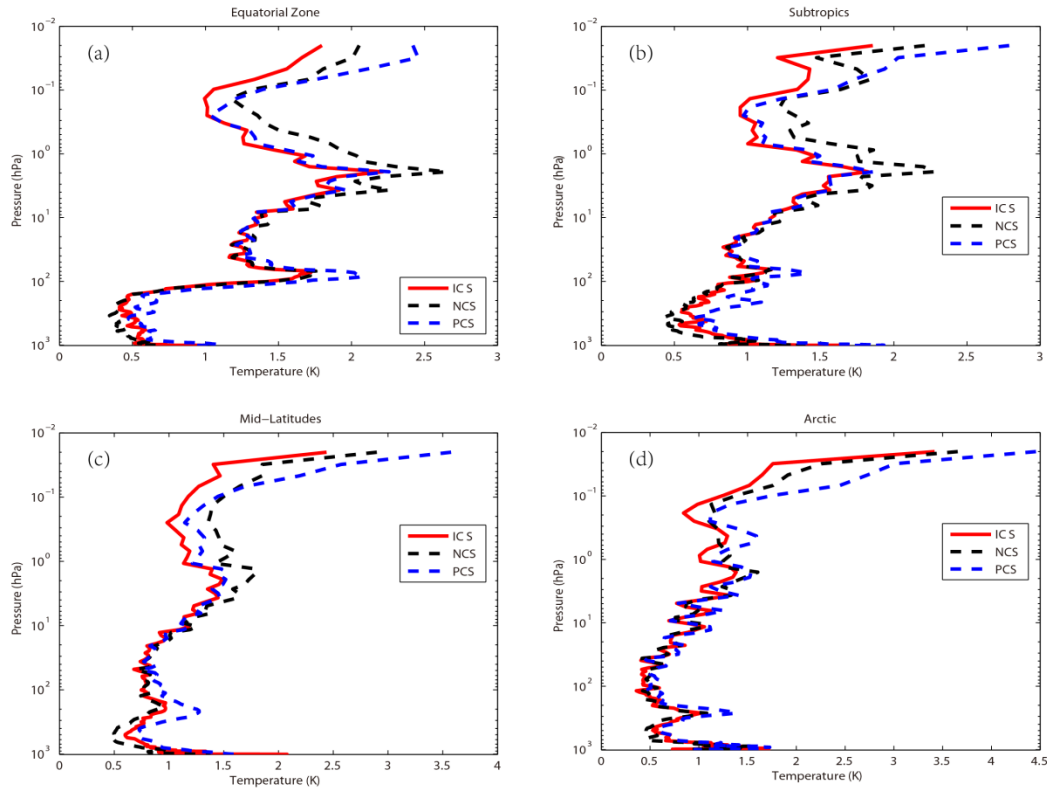 Equatorial Zone
(a)
10⁻²
10⁻¹
10⁰
10¹
10²
10³
Pressure (hPa)
IC S
NCS
PCS
0 0.5 1 1.5 2 2.5 3
Temperature (K)
Subtropics
(b)
10⁻²
10⁻¹
10⁰
10¹
10²
10³
Pressure (hPa)
IC S
NCS
PCS
0 0.5 1 1.5 2 2.5 3
Temperature (K)
Mid−Latitudes
(c)
10⁻²
10⁻¹
10⁰
10¹
10²
10³
Pressure (hPa)
IC S
NCS
PCS
0 0.5 1 1.5 2 2.5 3 3.5 4
Temperature (K)
Arctic
(d)
10⁻²
10⁻¹
10⁰
10¹
10²
10³
Pressure (hPa)
IC S
NCS
PCS
0 0.5 1 1.5 2 2.5 3 3.5 4 4.5
Temperature (K)